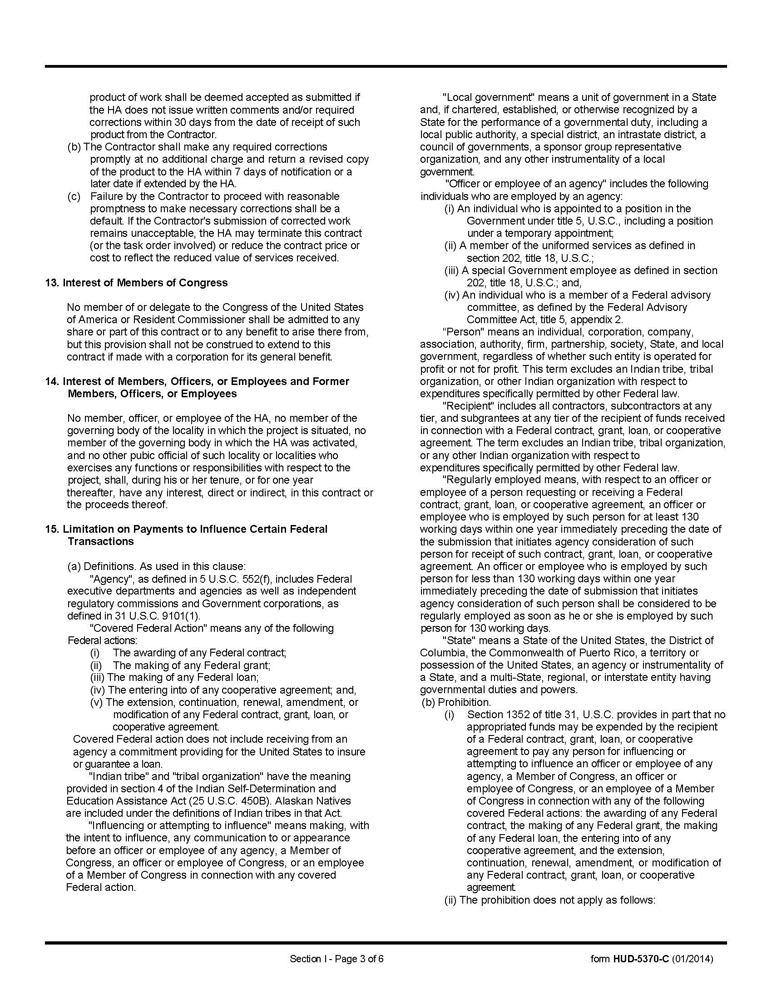 product of work shall be deemed accepted as submitted if
the HA does not issue written comments and/or required
corrections within 30 days from the date of receipt of such
product from the Contractor.
(b) The Contractor shall make any required corrections
promptly at no additional charge and return a revised copy
of the product to the HA within 7 days of notification or a
later date if extended by the HA.
(c) Failure by the Contractor to proceed with reasonable
promptness to make necessary corrections shall be a
default. If the Contractor's submission of corrected work
remains unacceptable, the HA may terminate this contract
(or the task order involved) or reduce the contract price or
cost to reflect the reduced value of services received.
13. Interest of Members of Congress
No member of or delegate to the Congress of the United States
of America or Resident Commissioner shall be admitted to any
share or part of this contract or to any benefit to arise there from,
but this provision shall not be construed to extend to this
contract if made with a corporation for its general benefit.
14. Interest of Members, Officers, or Employees and Former
Members, Officers, or Employees
No member, officer, or employee of the HA, no member of the
governing body of the locality in which the project is situated, no
member of the governing body in which the HA was activated,
and no other pubic official of such locality or localities who
exercises any functions or responsibilities with respect to the
project, shall, during his or her tenure, or for one year
thereafter, have any interest, direct or indirect, in this contract or
the proceeds thereof.
15. Limitation on Payments to Influence Certain Federal
Transactions
(a) Definitions. As used in this clause:
"Agency", as defined in 5 U.S.C. 552(f), includes Federal
executive departments and agencies as well as independent
regulatory commissions and Government corporations, as
defined in 31 U.S.C. 9101(1).
"Covered Federal Action" means any of the following
Federal actions:
(i) The awarding of any Federal contract;
(ii) The making of any Federal grant;
(iii) The making of any Federal loan;
(iv) The entering into of any cooperative agreement; and,
(v) The extension, continuation, renewal, amendment, or
modification of any Federal contract, grant, loan, or
cooperative agreement.
Covered Federal action does not include receiving from an
agency a commitment providing for the United States to insure
or guarantee a loan.
"Indian tribe" and "tribal organization" have the meaning
provided in section 4 of the Indian Self-Determination and
Education Assistance Act (25 U.S.C. 450B). Alaskan Natives
are included under the definitions of Indian tribes in that Act.
"Influencing or attempting to influence" means making, with
the intent to influence, any communication to or appearance
before an officer or employee of any agency, a Member of
Congress, an officer or employee of Congress, or an employee
of a Member of Congress in connection with any covered
Federal action.
"Local government" means a unit of government in a State
and, if chartered, established, or otherwise recognized by a
State for the performance of a governmental duty, including a
local public authority, a special district, an intrastate district, a
council of governments, a sponsor group representative
organization, and any other instrumentality of a local
government.
"Officer or employee of an agency" includes the following
individuals who are employed by an agency:
(i) An individual who is appointed to a position in the
Government under title 5, U.S.C., including a position
under a temporary appointment;
(ii) A member of the uniformed services as defined in
section 202, title 18, U.S.C.;
(iii) A special Government employee as defined in section
202, title 18, U.S.C.; and,
(iv) An individual who is a member of a Federal advisory
committee, as defined by the Federal Advisory
Committee Act, title 5, appendix 2.
“Person" means an individual, corporation, company,
association, authority, firm, partnership, society, State, and local
government, regardless of whether such entity is operated for
profit or not for profit. This term excludes an Indian tribe, tribal
organization, or other Indian organization with respect to
expenditures specifically permitted by other Federal law.
"Recipient" includes all contractors, subcontractors at any
tier, and subgrantees at any tier of the recipient of funds received
in connection with a Federal contract, grant, loan, or cooperative
agreement. The term excludes an Indian tribe, tribal organization,
or any other Indian organization with respect to
expenditures specifically permitted by other Federal law.
"Regularly employed means, with respect to an officer or
employee of a person requesting or receiving a Federal
contract, grant, loan, or cooperative agreement, an officer or
employee who is employed by such person for at least 130
working days within one year immediately preceding the date of
the submission that initiates agency consideration of such
person for receipt of such contract, grant, loan, or cooperative
agreement. An officer or employee who is employed by such
person for less than 130 working days within one year
immediately preceding the date of submission that initiates
agency consideration of such person shall be considered to be
regularly employed as soon as he or she is employed by such
person for 130 working days.
"State" means a State of the United States, the District of
Columbia, the Commonwealth of Puerto Rico, a territory or
possession of the United States, an agency or instrumentality of
a State, and a multi-State, regional, or interstate entity having
governmental duties and powers.
(b) Prohibition.
(i) Section 1352 of title 31, U.S.C. provides in part that no
appropriated funds may be expended by the recipient
of a Federal contract, grant, loan, or cooperative
agreement to pay any person for influencing or
attempting to influence an officer or employee of any
agency, a Member of Congress, an officer or
employee of Congress, or an employee of a Member
of Congress in connection with any of the following
covered Federal actions: the awarding of any Federal
contract, the making of any Federal grant, the making
of any Federal loan, the entering into of any
cooperative agreement, and the extension,
continuation, renewal, amendment, or modification of
any Federal contract, grant, loan, or cooperative
agreement.
(ii) The prohibition does not apply as follows:
Section I - Page 3 of 6
form HUD-5370-C (01/2014)